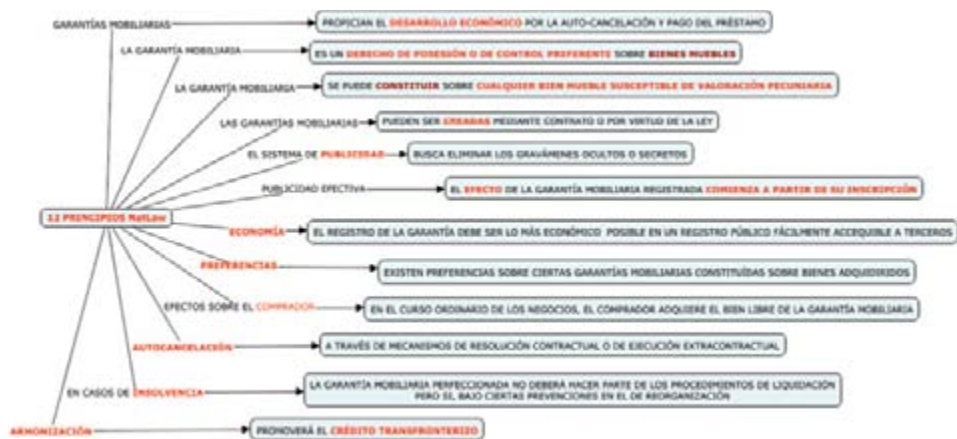 GARANTÍAS MOBILIARIAS
PROPICIAN EL DESARROLLO ECONÓMICO POR LA AUTO-CANCELACIÓN Y PAGO DEL PRÉSTAMO
LA GARANTÍA MOBILIARIA
ES UN DERECHO DE POSESIÓN O DE CONTROL PREFERENTE SOBRE BIENES MUEBLES
LA GARANTÍA MOBILIARIA
SE PUEDE CONSTITUIR SOBRE CUALQUIER BIEN MUEBLE SUSCEPTIBLE DE VALORACIÓN PECUNIARIA
LAS GARANTÍAS MOBILIARIAS
PUEDEN SER CREADAS MEDIANTE CONTRATO O POR VIRTUD DE LA LEY
EL SISTEMA DE PUBLICIDAD
BUSCA ELIMINAR LOS GRAVÁMENES OCULTOS O SECRETOS
PUBLICIDAD EFECTIVA
EL EFECTO DE LA GARANTÍA MOBILIARIA REGISTRADA COMIENZA A PARTIR DE SU INSCRIPCIÓN
12 PRINCIPIOS NatLaw
ECONOMÍA
EL REGISTRO DE LA GARANTÍA DEBE SER LO MÁS ECONÓMICO POSIBLE EN UN REGISTRO PÚBLICO FÁCILMENTE ACCEQUIBLE A TERCEROS
PREFERENCIAS
EXISTEN PREFERENCIAS SOBRE CIERTAS GARANTÍAS MOBILIARIAS CONSTITUÍDAS SOBRE BIENES ADQUEDIRIDOS
EFECTOS SOBRE EL COMPRADOR
EN EL CURSO ORDINARIO DE LOS NEGOCIOS, EL COMPRADOR ADQUIERE EL BIEN LIBRE DE LA GARANTÍA MOBILIARIA
AUTOCANCELACIÓN
A TRAVÉS DE MECANISMOS DE RESOLUCIÓN CONTRACTUAL O DE EJECUCIÓN EXTRACONTRACTUAL
EN CASOS DE INSOLVENCIA
LA GARANTÍA MOBILIARIA PERFECCIONADA NO DEBERÁ HACER PARTE DE LOS PROCEDIMIENTOS DE LIQUIDACIÓN
PERO SI, BAJO CIERTAS PREVENCIONES EN EL DE REORGANIZACIÓN
ARMONIZACIÓN
PROMOVERÁ EL CRÉDITO TRANSFRONTERIZO